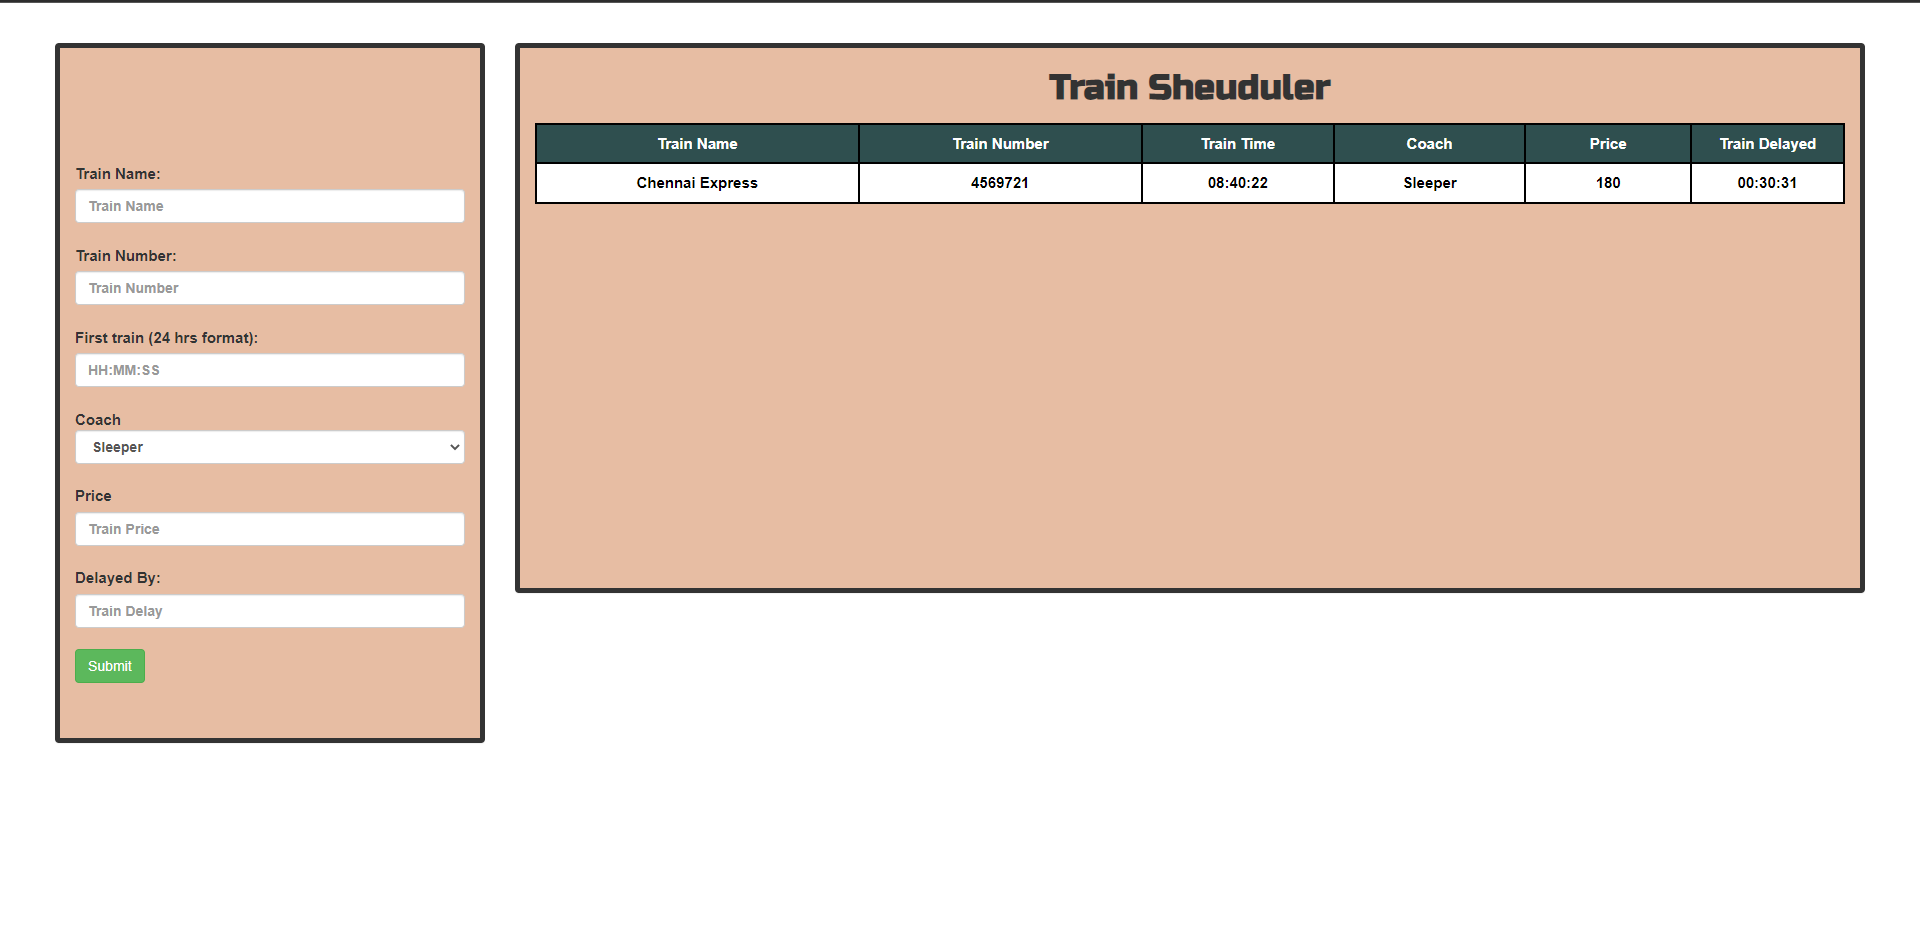 Train Name:
Train Name
Train Number:
Train Number
First train (24 hrs format):
HH:MM:SS
Coach
Sleeper
Price
Train Price
Delayed By:
Train Delay
Submit
Train Sheuduler
Train Name Train Number Train Time Coach Price Train Delayed
Chennai Express 4569721 08:40:22 Sleeper 180 00:30:31